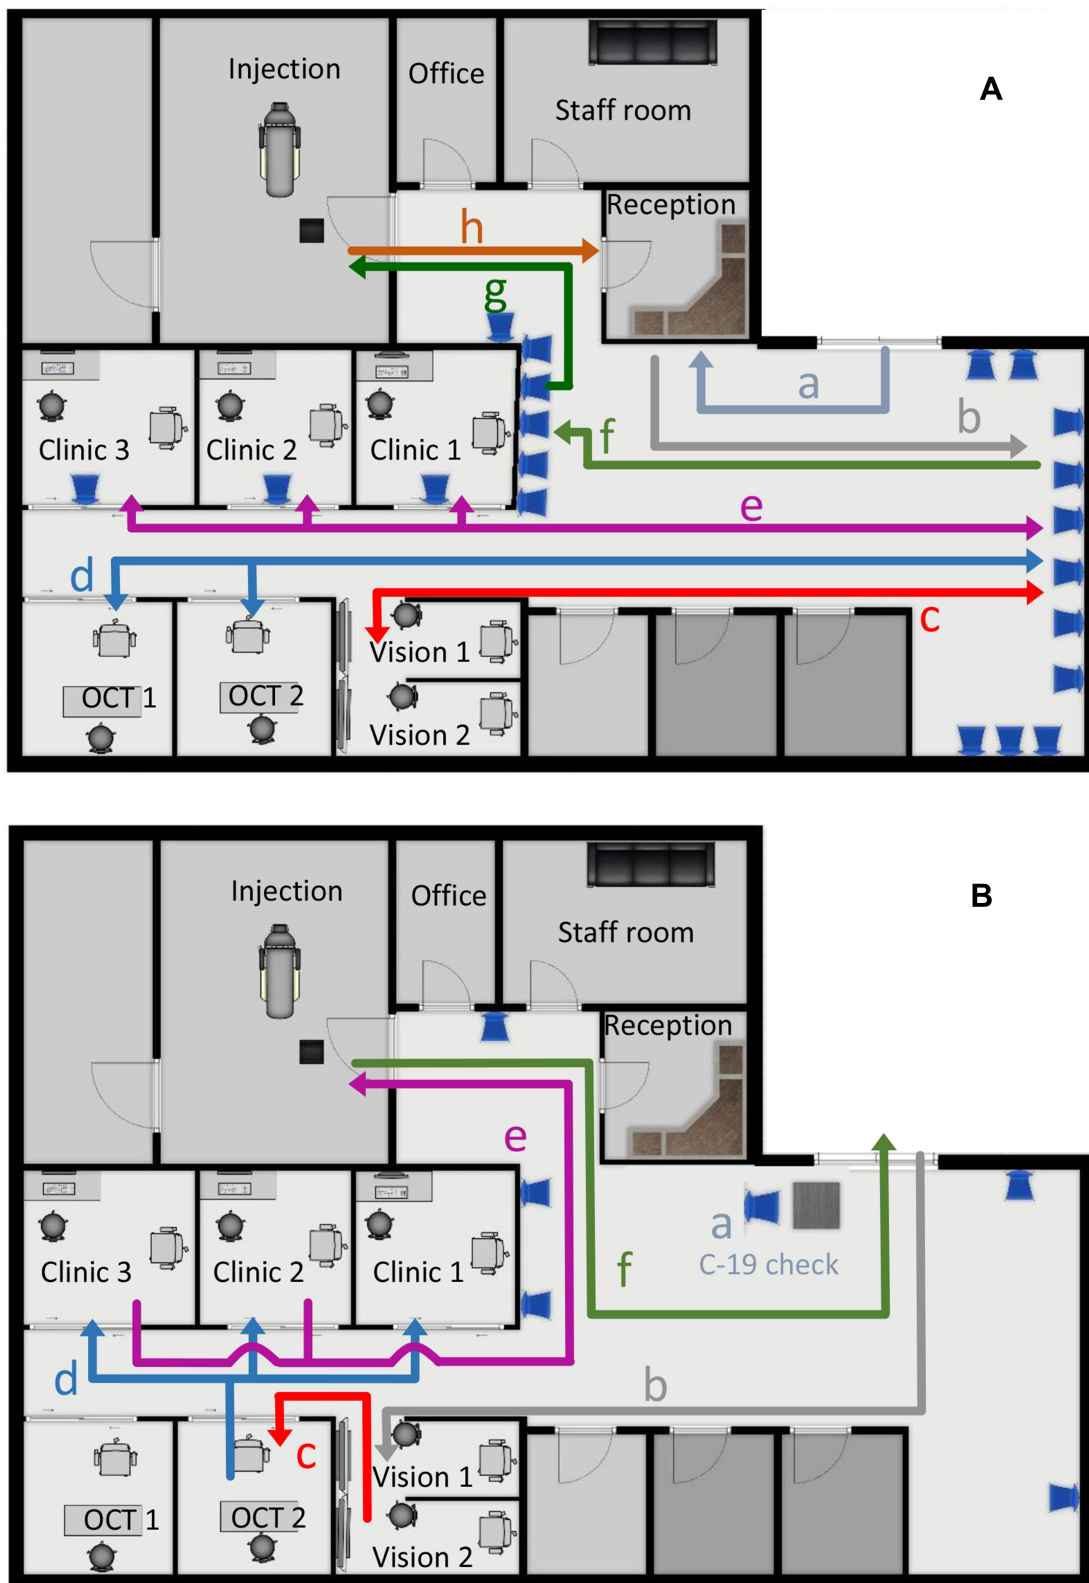 A
Injection
Office
Staff room
Reception
h
g
a
b
f
Clinic 3
Clinic 2
Clinic 1
e
d
c
Vision 1
OCT 1
OCT 2
Vision 2
B
Injection
Office
Staff room
Reception
e
a
C-19 check
f
Clinic 3
Clinic 2
Clinic 1
d
b
c
Vision 1
OCT 1
OCT 2
Vision 2